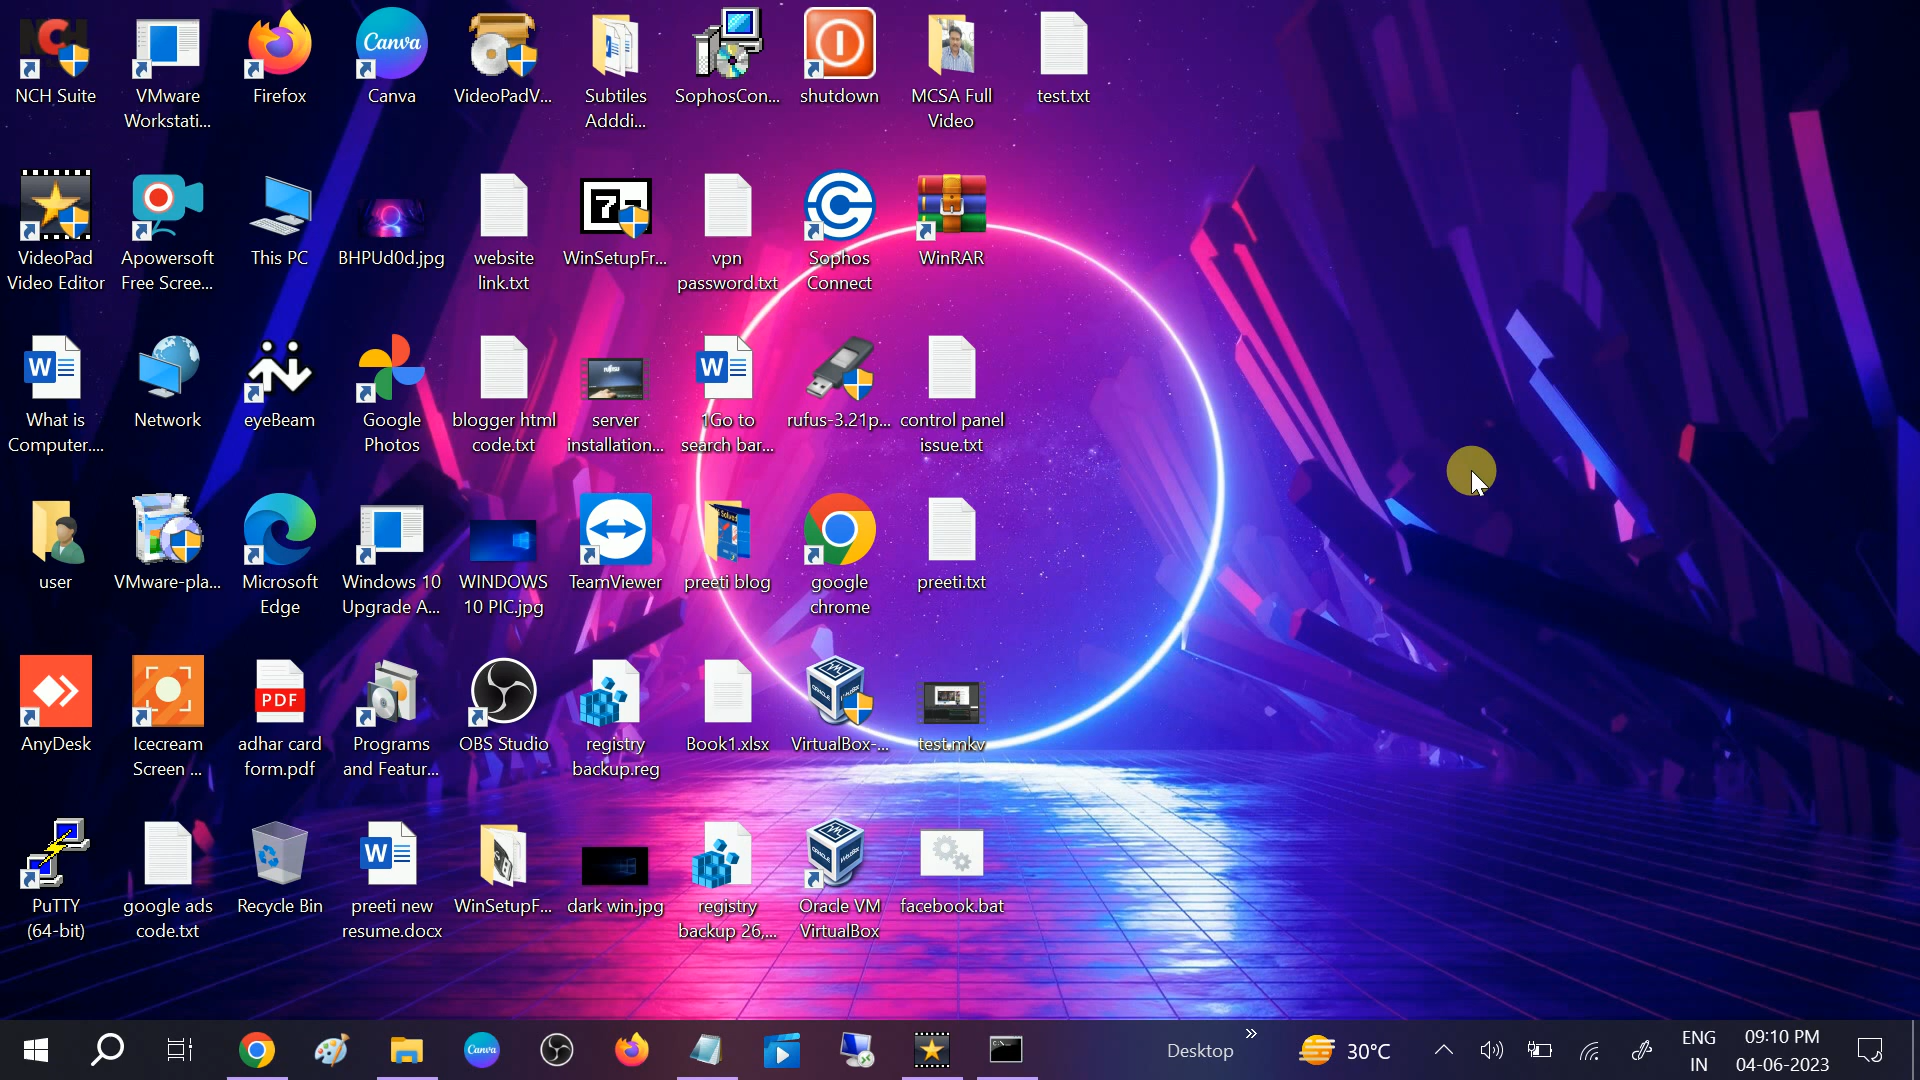 NCH Suite
VMware
Workstati...
Firefox
Canva
Canva
VideoPadV...
Subtiles
Adddi...
SophosCon...
shutdown
MCSA Full
Video
test.txt
VideoPad
Video Editor
Apowersoft
Free Scree...
This PC
BHPUd0d.jpg
website
link.txt
WinSetupFr...
vpn
password.txt
Sophos
Connect
WinRAR
What is
Computer....
Network
eyeBeam
Google
Photos
blogger html
code.txt
FUJITSU
server
installation...
1Go to
search bar...
rufus-3.21p...
control panel
issue.txt
user
VMware-pla...
Microsoft
Edge
Windows 10
Upgrade A...
WINDOWS
10 PIC.jpg
TeamViewer
preeti blog
google
chrome
preeti.txt
AnyDesk
Icecream
Screen ...
PDF
adhar card
form.pdf
Programs
and Featur...
OBS Studio
registry
backup.reg
Book1.xlsx
VirtualBox-...
test.mkv
PuTTY
(64-bit)
google ads
code.txt
Recycle Bin
preeti new
resume.docx
WinSetupF...
dark win.jpg
registry
backup 26,...
Oracle VM
VirtualBox
facebook.bat
Canva
Desktop
30°C
ENG
IN
09:10 PM
04-06-2023